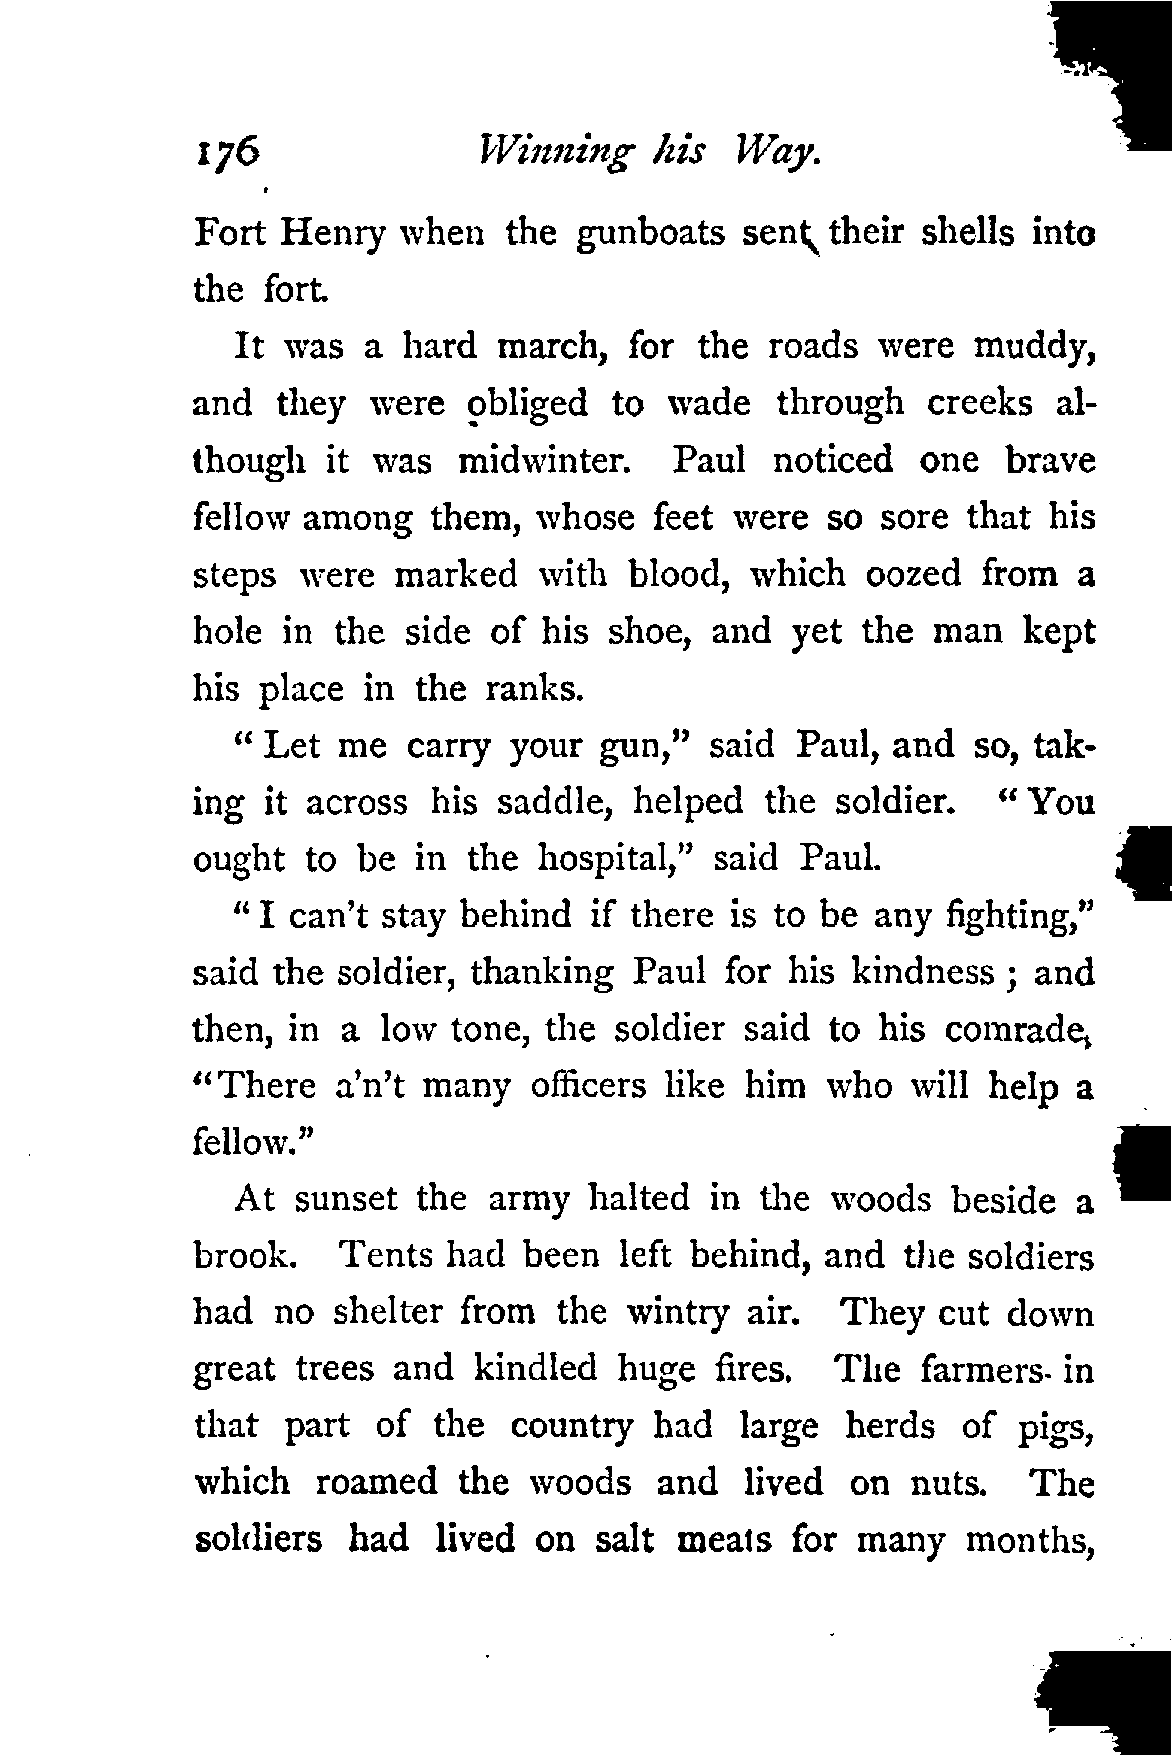 176 Winning his Way.
Fort Henry when the gunboats sent their shells into
the fort.
It was a hard march, for the roads were muddy,
and they were obliged to wade through creeks al-
though it was midwinter. Paul noticed one brave
fellow among them, whose feet were so sore that his
steps were marked with blood, which oozed from a
hole in the side of his shoe, and yet the man kept
his place in the ranks.
“ Let me carry your gun,” said Paul, and so, tak-
ing it across his saddle, helped the soldier. “ You
ought to be in the hospital,” said Paul.
“ I can’t stay behind if there is to be any fighting,”
said the soldier, thanking Paul for his kindness ; and
then, in a low tone, the soldier said to his comrade,
“There a’n’t many officers like him who will help a
fellow.”
At sunset the army halted in the woods beside a
brook. Tents had been left behind, and the soldiers
had no shelter from the wintry air. They cut down
great trees and kindled huge fires. The farmers in
that part of the country had large herds of pigs,
which roamed the woods and lived on nuts. The
soldiers had lived on salt meats for many months,